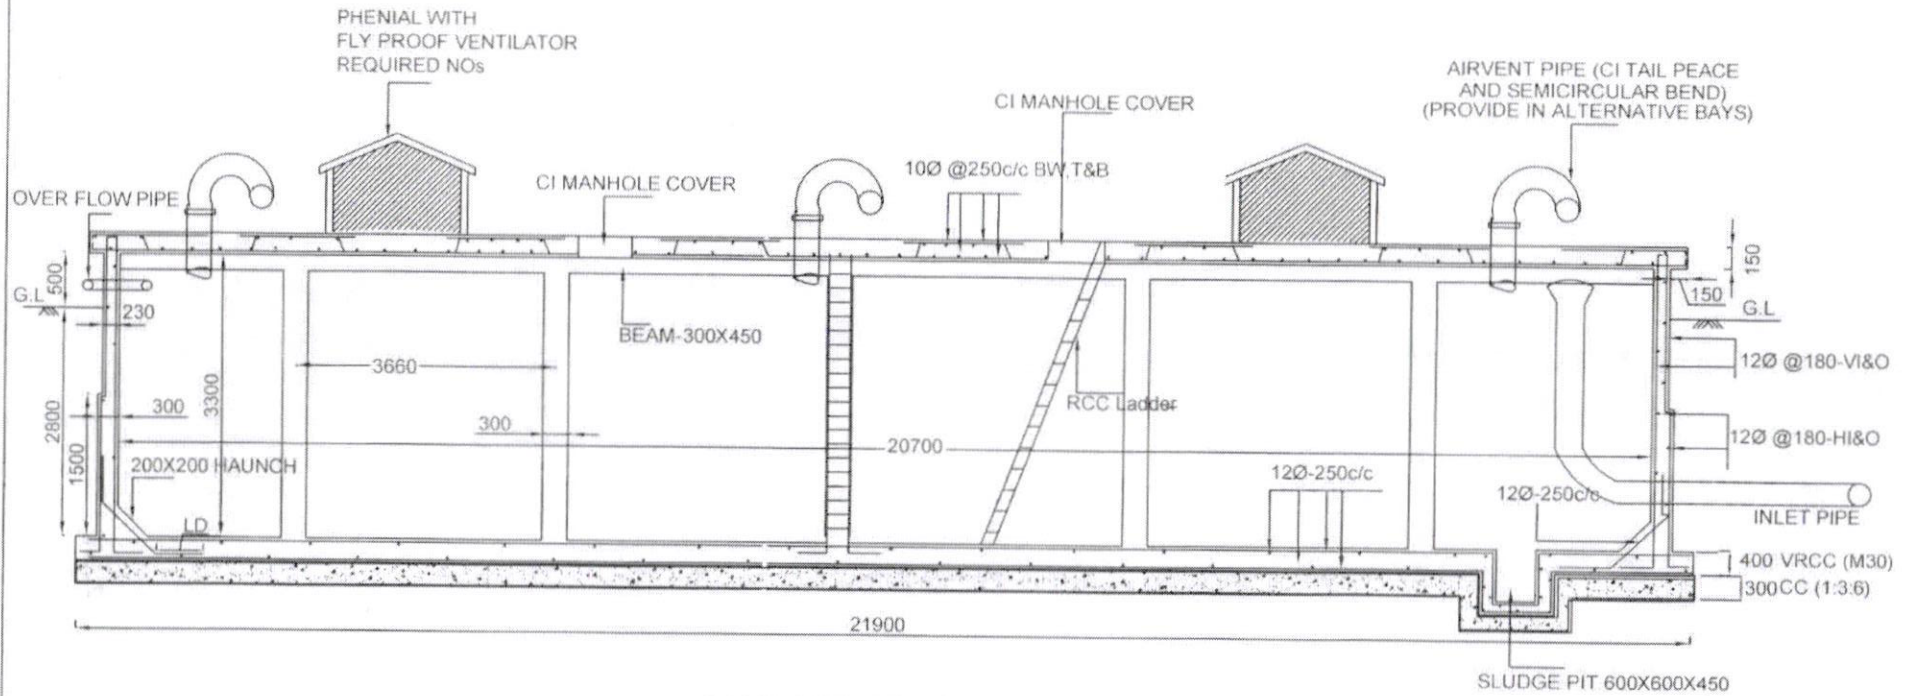 PHENIAL WITH
FLY PROOF VENTILATOR
REQUIRED NOs
AIRVENT PIPE (CI TAIL PEACE
AND SEMICIRCULAR BEND)
(PROVIDE IN ALTERNATIVE BAYS)
CI MANHOLE COVER
10Ø @250c/c BW,T&B
CI MANHOLE COVER
OVER FLOW PIPE
500
G.L
230
150
150
G.L
BEAM-300X450
3660
3300
12Ø @180-VI&O
RCC Ladder
2800
300
300
1500
20700
12Ø @180-HI&O
200X200 HAUNCH
12Ø-250c/c
12Ø-250c/c
INLET PIPE
LD
400 VRCC (M30)
300CC (1:3:6)
21900
SLUDGE PIT 600X600X450